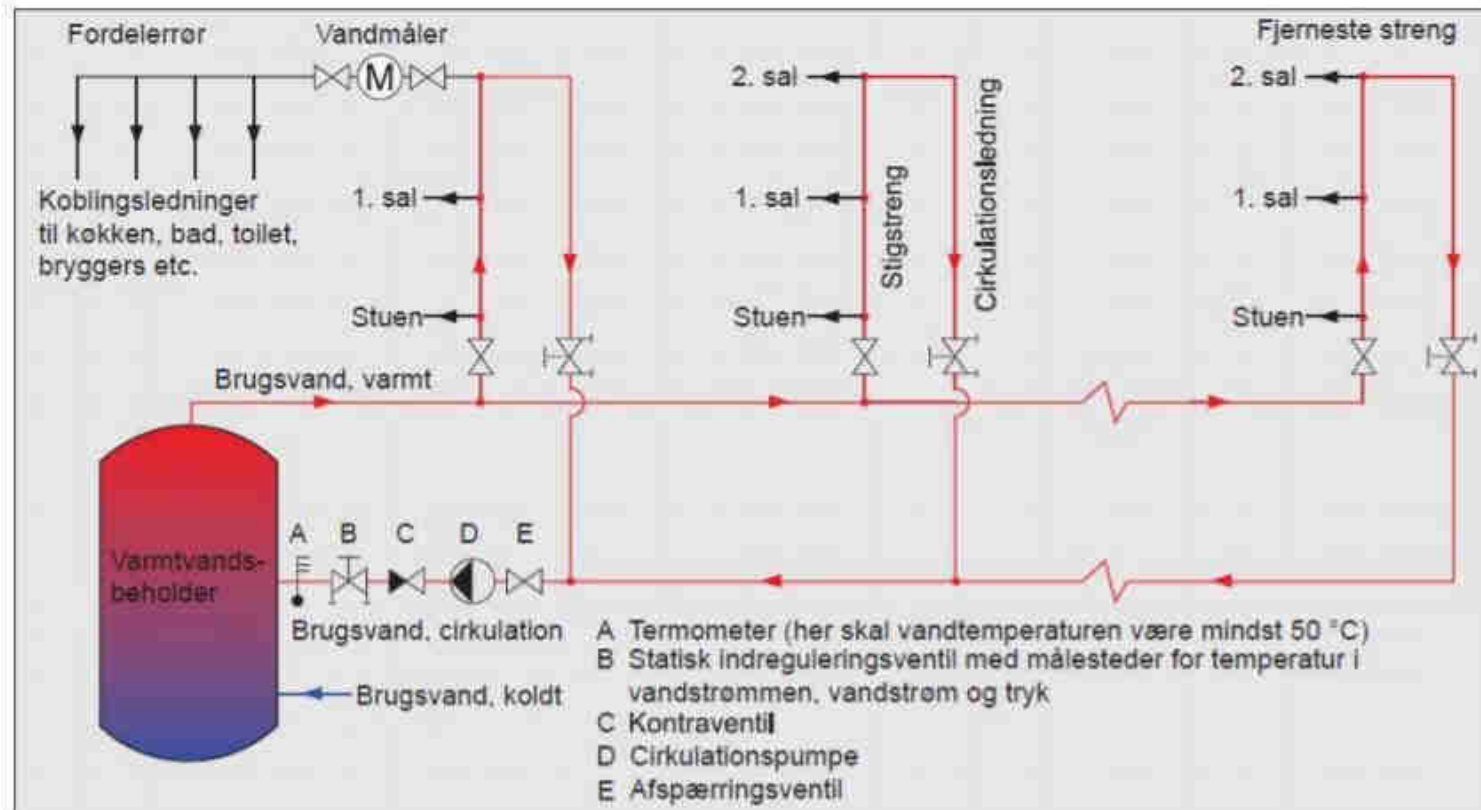 Fordelerrør
Vandmåler
Fjerneste streng
M
2. sal
2. sal
Cirkulationsledning
Stigstreng
Koblingsledninger
til køkken, bad, toilet,
bryggers etc.
1. sal
1. sal
1. sal
Stuen
Stuen
Stuen
Brugsvand, varmt
A B C D E
Varmtvands-
beholder
Brugsvand, cirkulation
Brugsvand, koldt
A Termometer (her skal vandtemperaturen være mindst 50 °C)
B Statisk indreguleringsventil med målesteder for temperatur i
vandstrømmen, vandstrøm og tryk
C Kontraventil
D Cirkulationspumpe
E Afspærringsventil